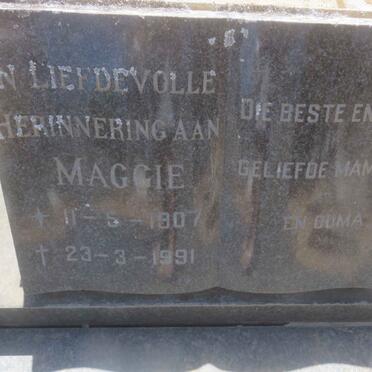 N LIEFDEVOLLE
HERINNERING AAN
MAGGIE
* 11-5-1907
† 23-3-1991
DIE BESTE EN
GELIEFDE MAM
EN OUMA